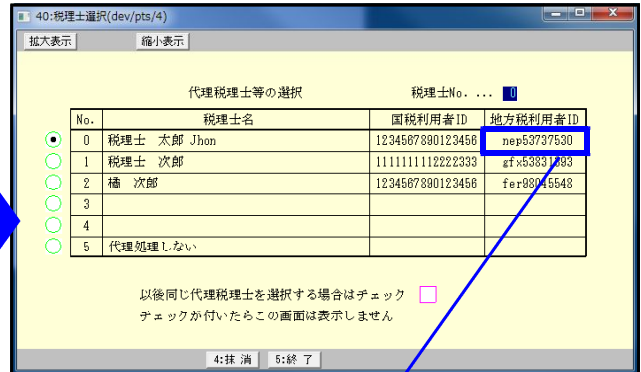 40:税理士選択(dev/pts/4)
拡大表示 縮小表示
代理税理士等の選択 税理士No. ... 0
No. 税理士名 国税利用者ID 地方税利用者ID
0 税理士 太郎 Jhon 1234567890123456 nep53737530
1 税理士 次郎 1111111112222333 gfx53831893
2 橘 次郎 1234567890123456 fer98045548
3
4
5 代理処理しない
以後同じ代理税理士を選択する場合はチェック
チェックが付いたらこの画面は表示しません
4:抹 消 5:終 了